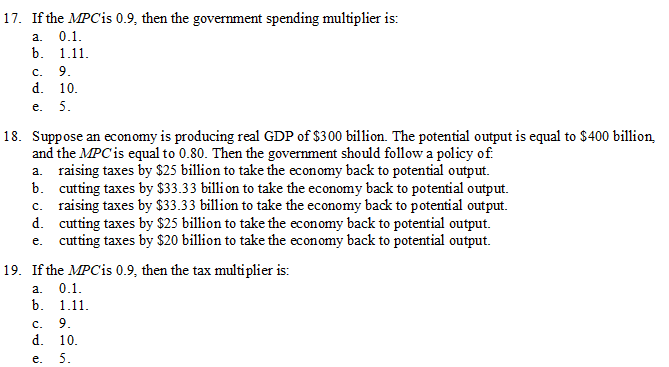 17. If the MPC is 0.9, then the government spending multiplier is:
a. 0.1.
b. 1.11.
c. 9.
d. 10.
e. 5.
18. Suppose an economy is producing real GDP of $300 billion. The potential output is equal to $400 billion,
and the MPC is equal to 0.80. Then the government should follow a policy of:
a. raising taxes by $25 billion to take the economy back to potential output.
b. cutting taxes by $33.33 billion to take the economy back to potential output.
c. raising taxes by $33.33 billion to take the economy back to potential output.
d. cutting taxes by $25 billion to take the economy back to potential output.
e. cutting taxes by $20 billion to take the economy back to potential output.
19. If the MPC is 0.9, then the tax multiplier is:
a. 0.1.
b. 1.11.
c. 9.
d. 10.
e. 5.